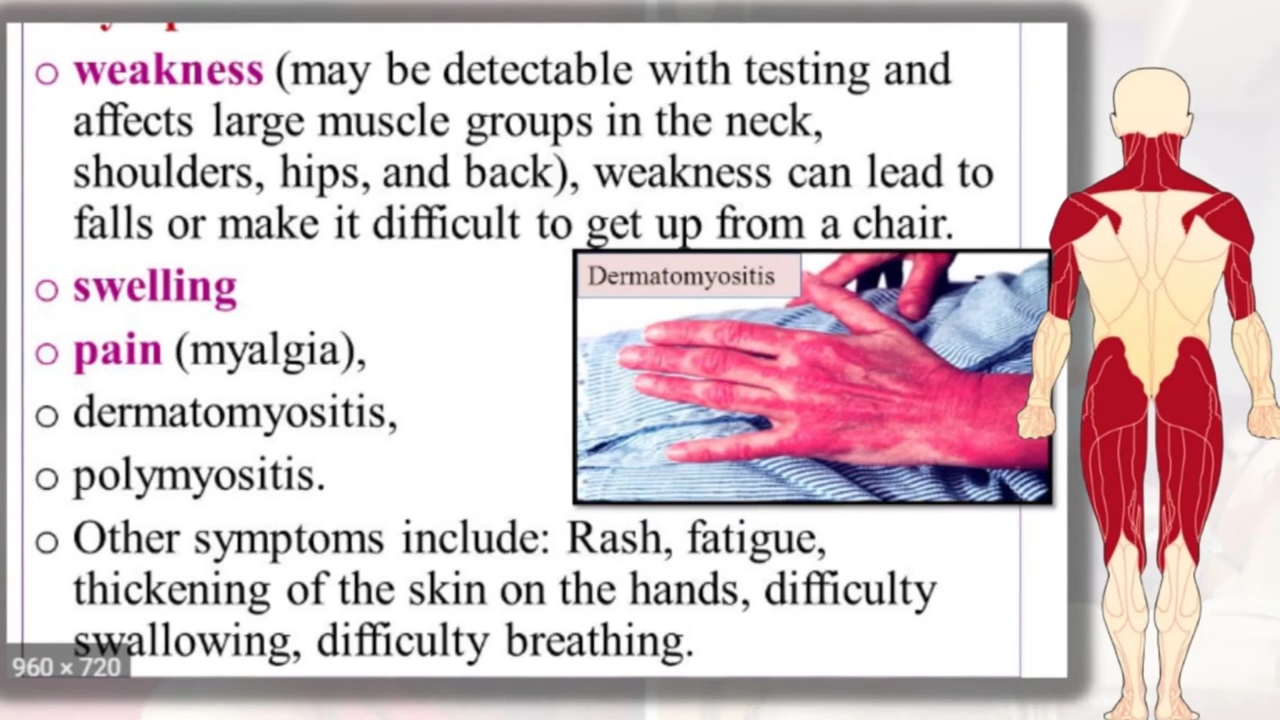 ○ weakness (may be detectable with testing and
affects large muscle groups in the neck,
shoulders, hips, and back), weakness can lead to
falls or make it difficult to get up from a chair.
○ swelling
Dermatomyositis
○ pain (myalgia),
○ dermatomyositis,
○ polymyositis.
○ Other symptoms include: Rash, fatigue,
thickening of the skin on the hands, difficulty
swallowing, difficulty breathing.
960 × 720